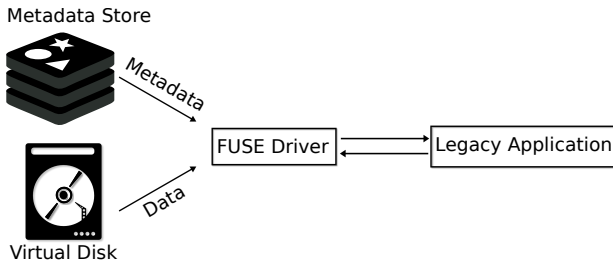 Metadata Store
Metadata
FUSE Driver
Legacy Application
Data
Virtual Disk